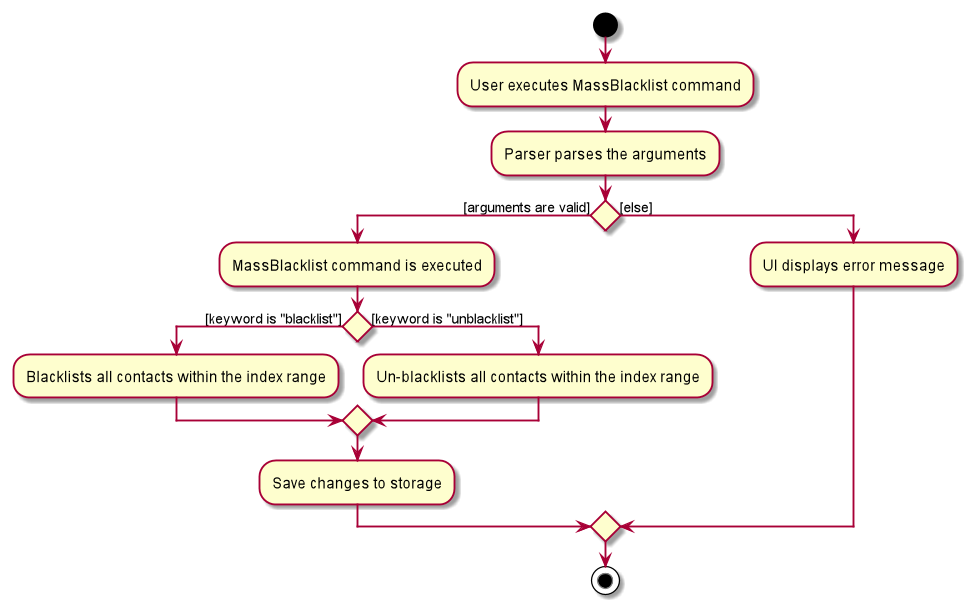 User executes MassBlacklist command
Parser parses the arguments
[arguments are valid]
[else]
MassBlacklist command is executed
UI displays error message
[keyword is "blacklist"]
[keyword is "unblacklist"]
Blacklists all contacts within the index range
Un-blacklists all contacts within the index range
Save changes to storage